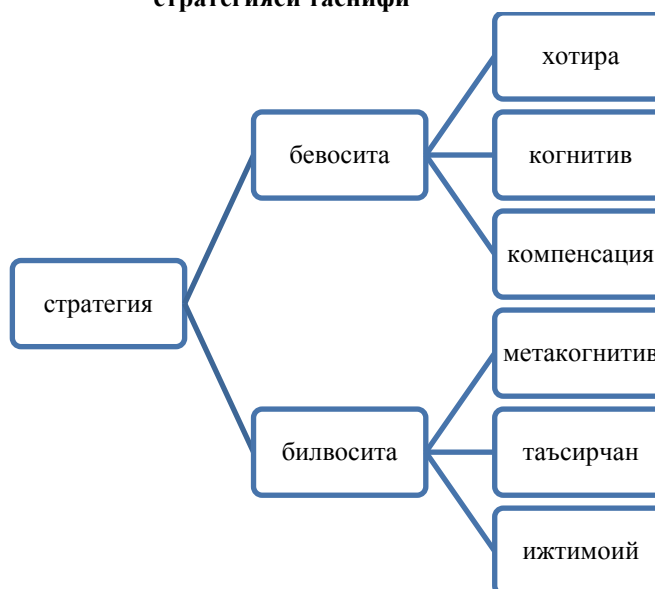 стратегияси таснифи
стратегия
бевосита
хотира
когнитив
компенсация
билвосита
метакогнитив
таъсирчан
ижтимоий